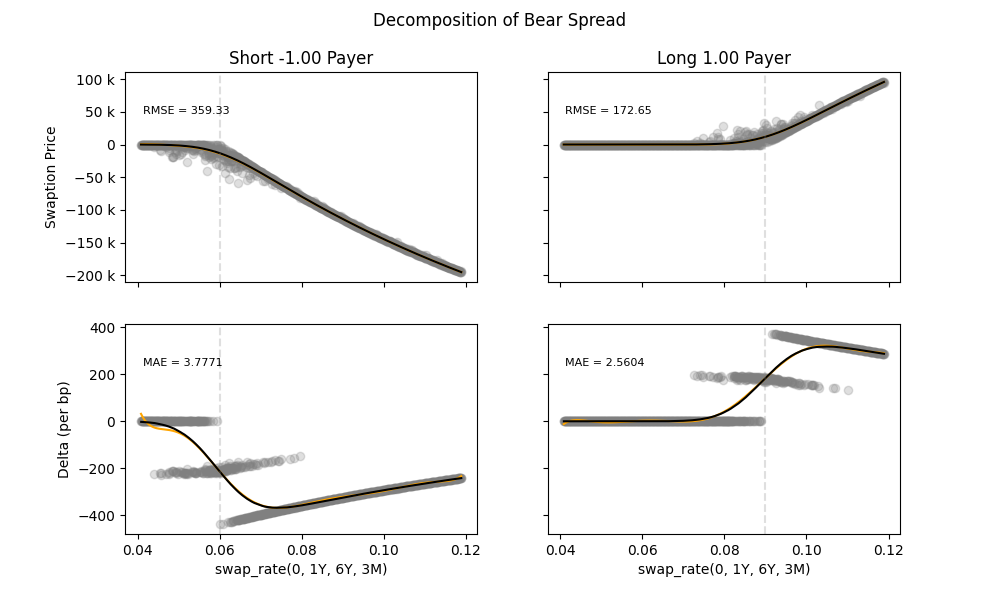 Decomposition of Bear Spread
Short -1.00 Payer
Long 1.00 Payer
Swaption Price
100 k
50 k
0
−50 k
−100 k
−150 k
−200 k
RMSE = 359.33
RMSE = 172.65
Delta (per bp)
400
200
0
−200
−400
MAE = 3.7771
MAE = 2.5604
0.04 0.06 0.08 0.10 0.12
0.04 0.06 0.08 0.10 0.12
swap_rate(0, 1Y, 6Y, 3M)
swap_rate(0, 1Y, 6Y, 3M)